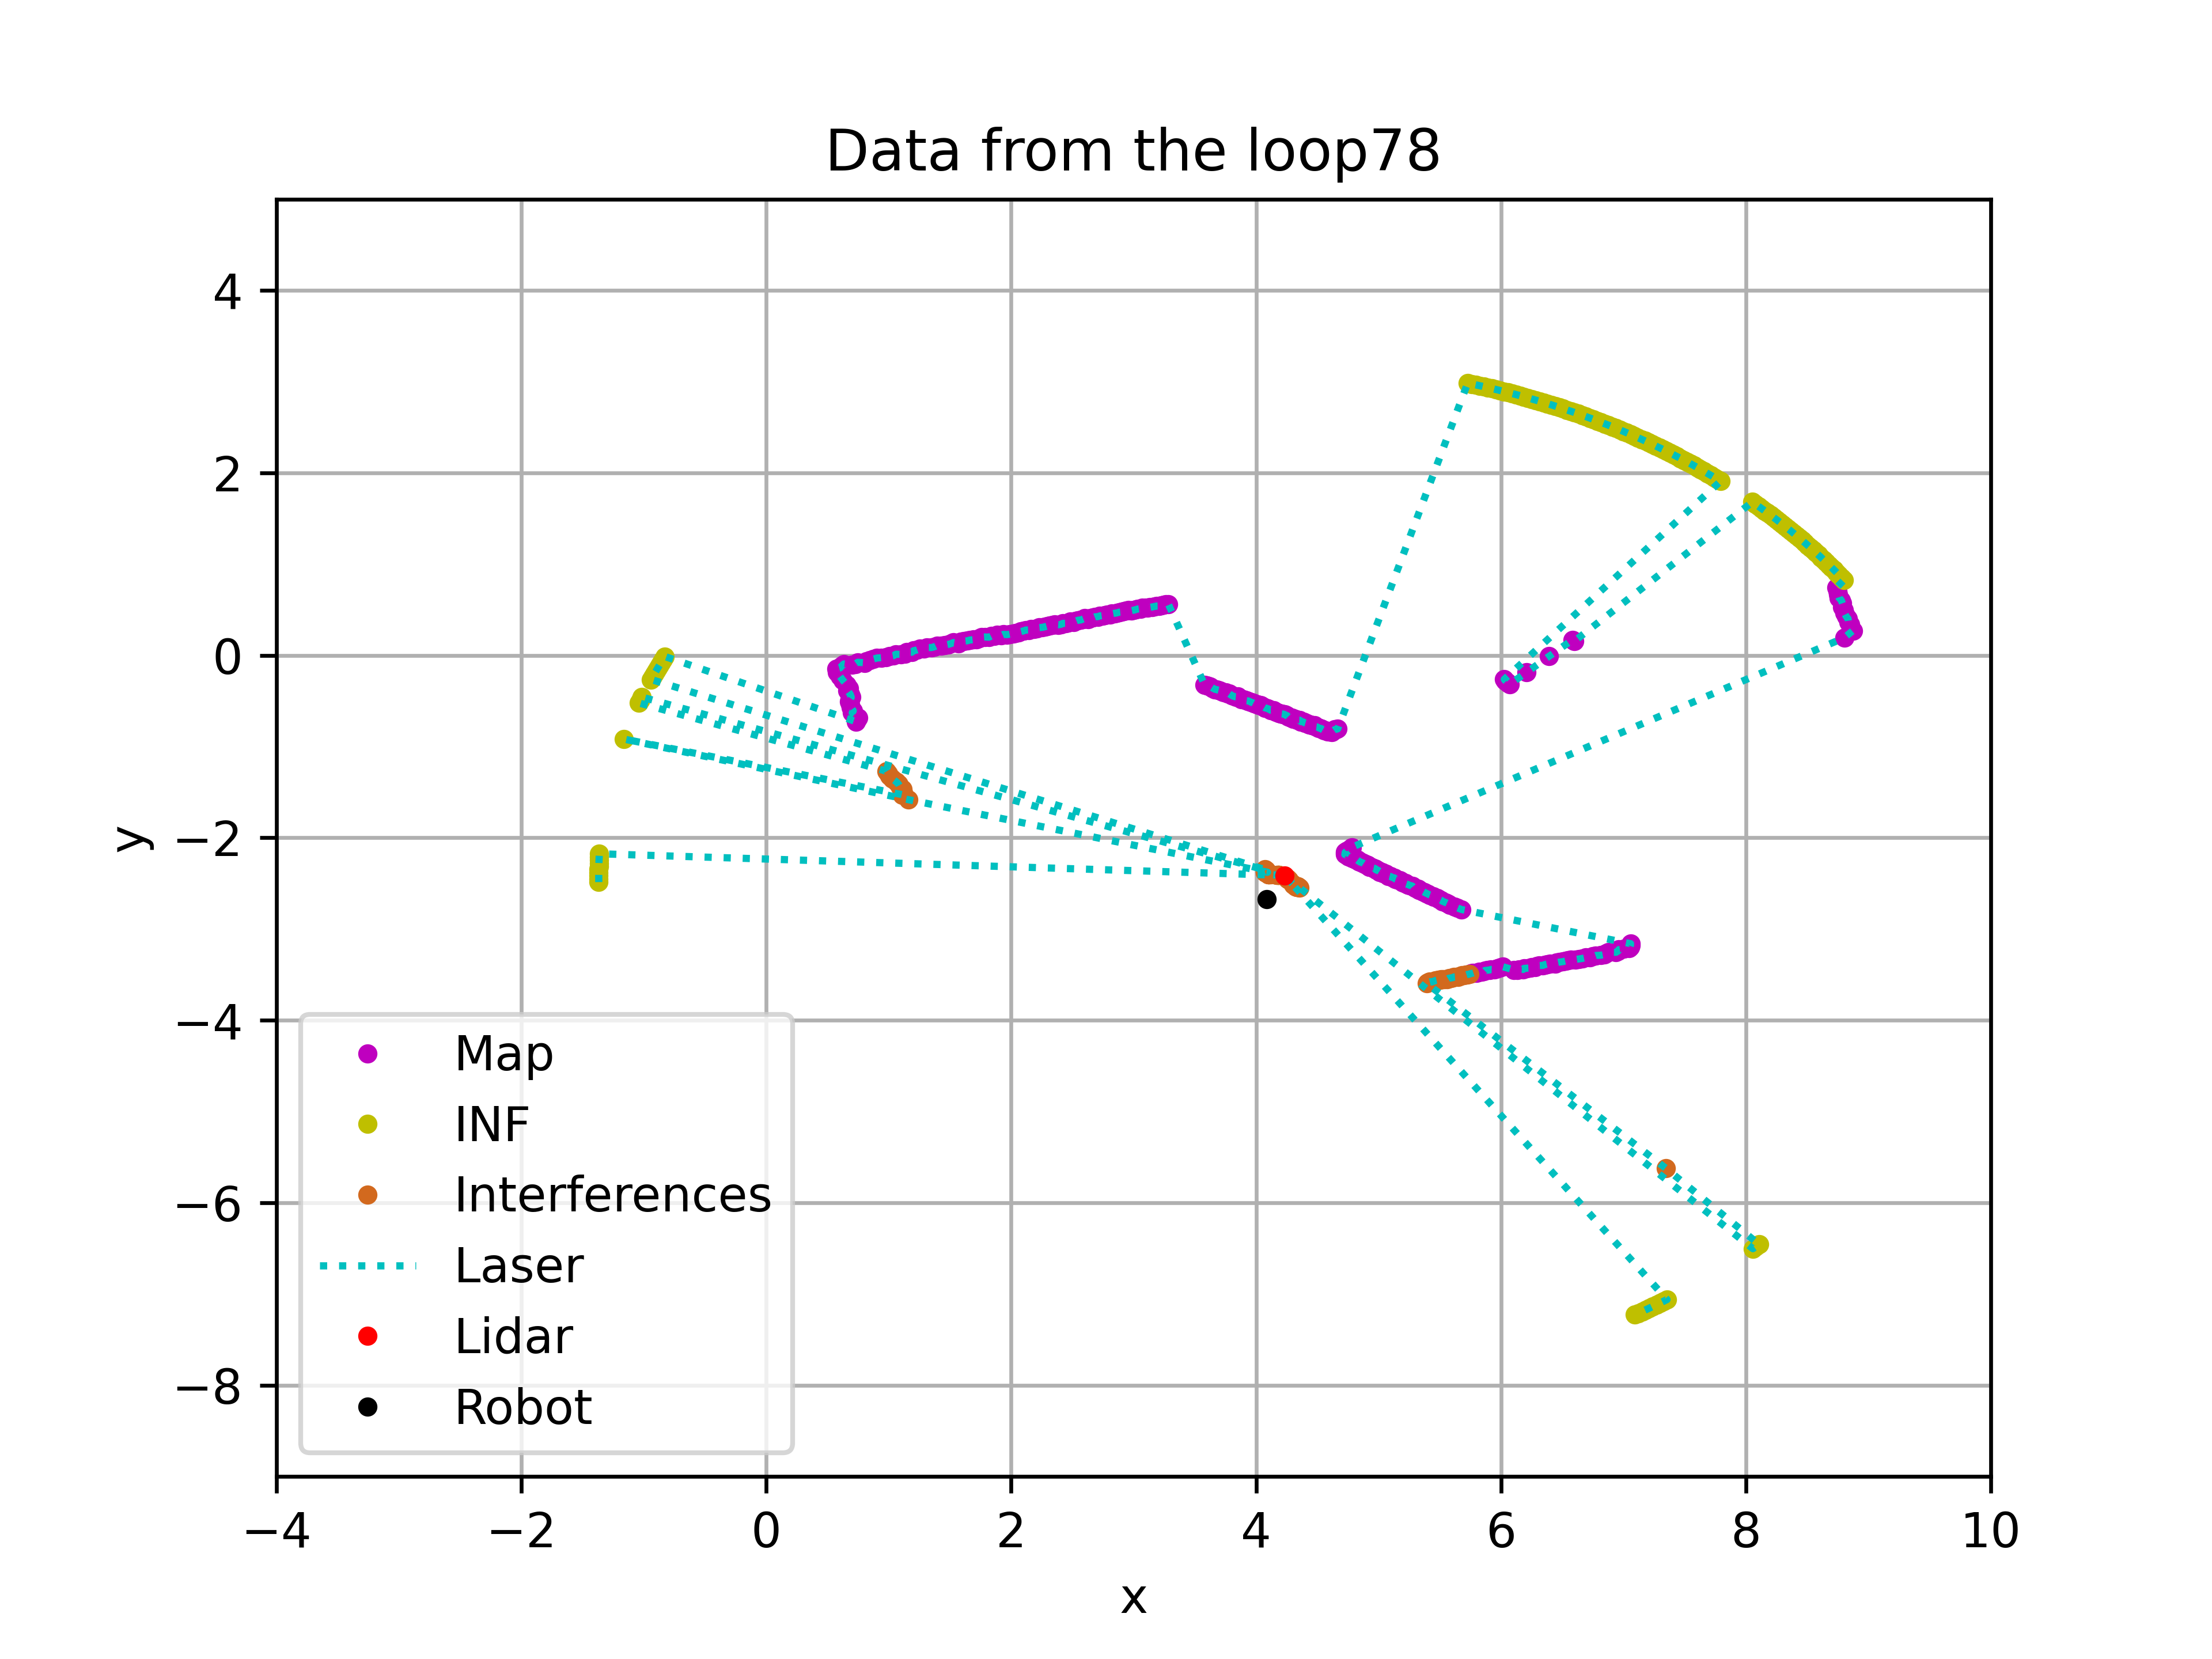 Data from the loop78
4
2
0
−2
−4
−6
−8
y
Map
INF
Interferences
Laser
Lidar
Robot
−4 −2 0 2 4 6 8 10
x